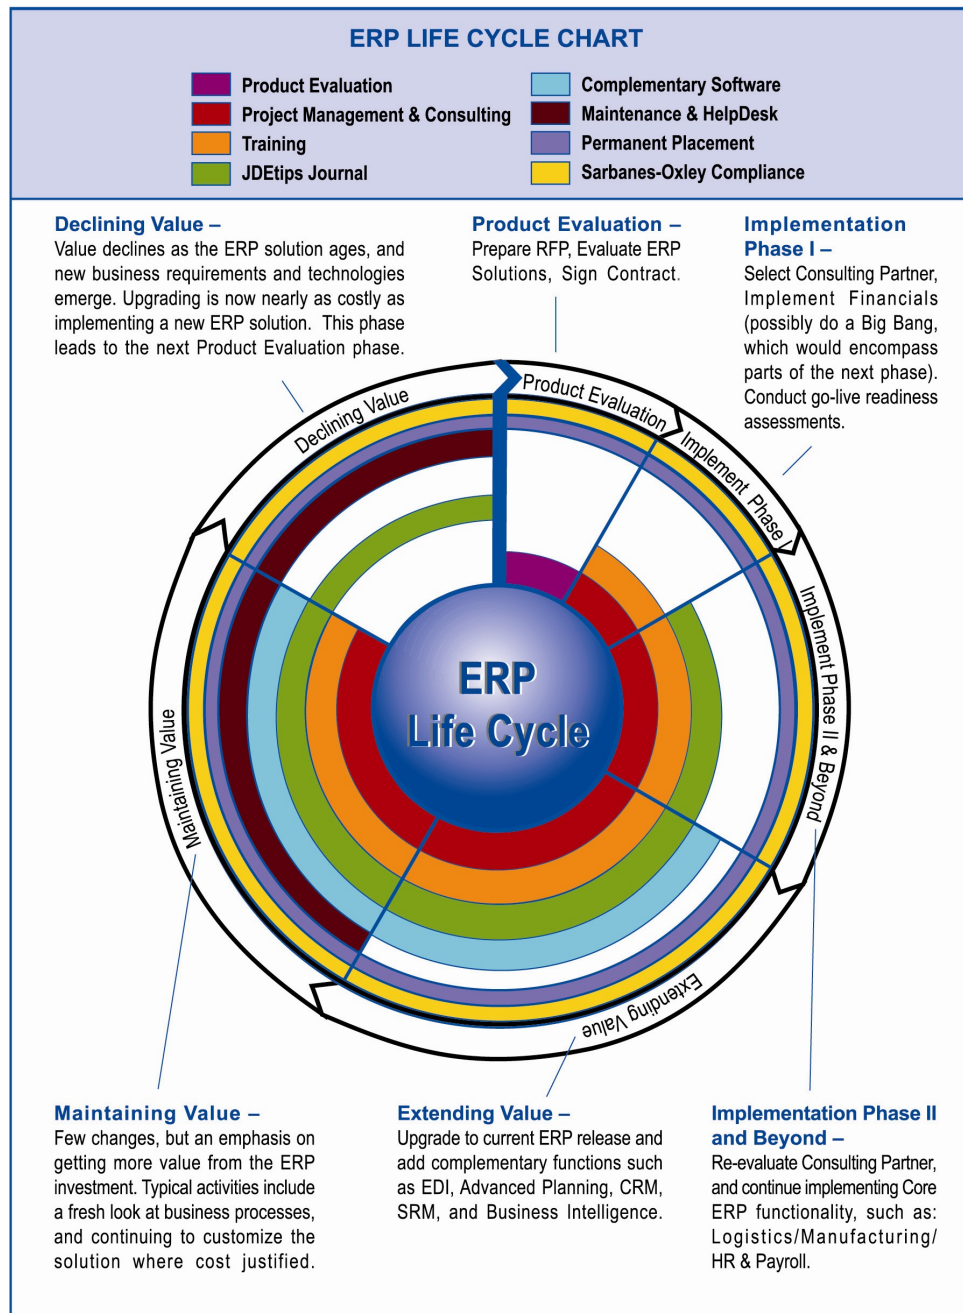 ERP LIFE CYCLE CHART
Product Evaluation
Project Management & Consulting
Training
JDEtips Journal
Complementary Software
Maintenance & HelpDesk
Permanent Placement
Sarbanes-Oxley Compliance
Declining Value –
Value declines as the ERP solution ages, and
new business requirements and technologies
emerge. Upgrading is now nearly as costly as
implementing a new ERP solution. This phase
leads to the next Product Evaluation phase.
Product Evaluation –
Prepare RFP, Evaluate ERP
Solutions, Sign Contract.
Implementation
Phase I –
Select Consulting Partner,
Implement Financials
(possibly do a Big Bang,
which would encompass
parts of the next phase).
Conduct go-live readiness
assessments.
Declining Value
Product Evaluation
Implement Phase I
Implement Phase II & Beyond
Extending Value
Maintaining Value
ERP
Life Cycle
Maintaining Value –
Few changes, but an emphasis on
getting more value from the ERP
investment. Typical activities include
a fresh look at business processes,
and continuing to customize the
solution where cost justified.
Extending Value –
Upgrade to current ERP release and
add complementary functions such
as EDI, Advanced Planning, CRM,
SRM, and Business Intelligence.
Implementation Phase II
and Beyond –
Re-evaluate Consulting Partner,
and continue implementing Core
ERP functionality, such as:
Logistics/Manufacturing/
HR & Payroll.